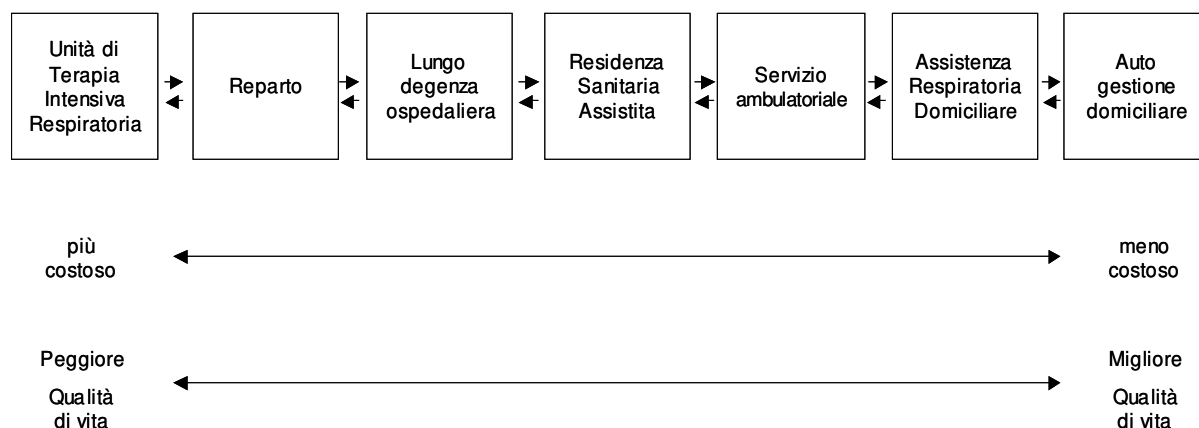 Unità di
Terapia
Intensiva
Respiratoria
Reparto
Lungo
degenza
ospedaliera
Residenza
Sanitaria
Assistita
Servizio
ambulatoriale
Assistenza
Respiratoria
Domiciliare
Auto
gestione
domiciliare
più
costoso
meno
costoso
Peggiore
Qualità
di vita
Migliore
Qualità
di vita